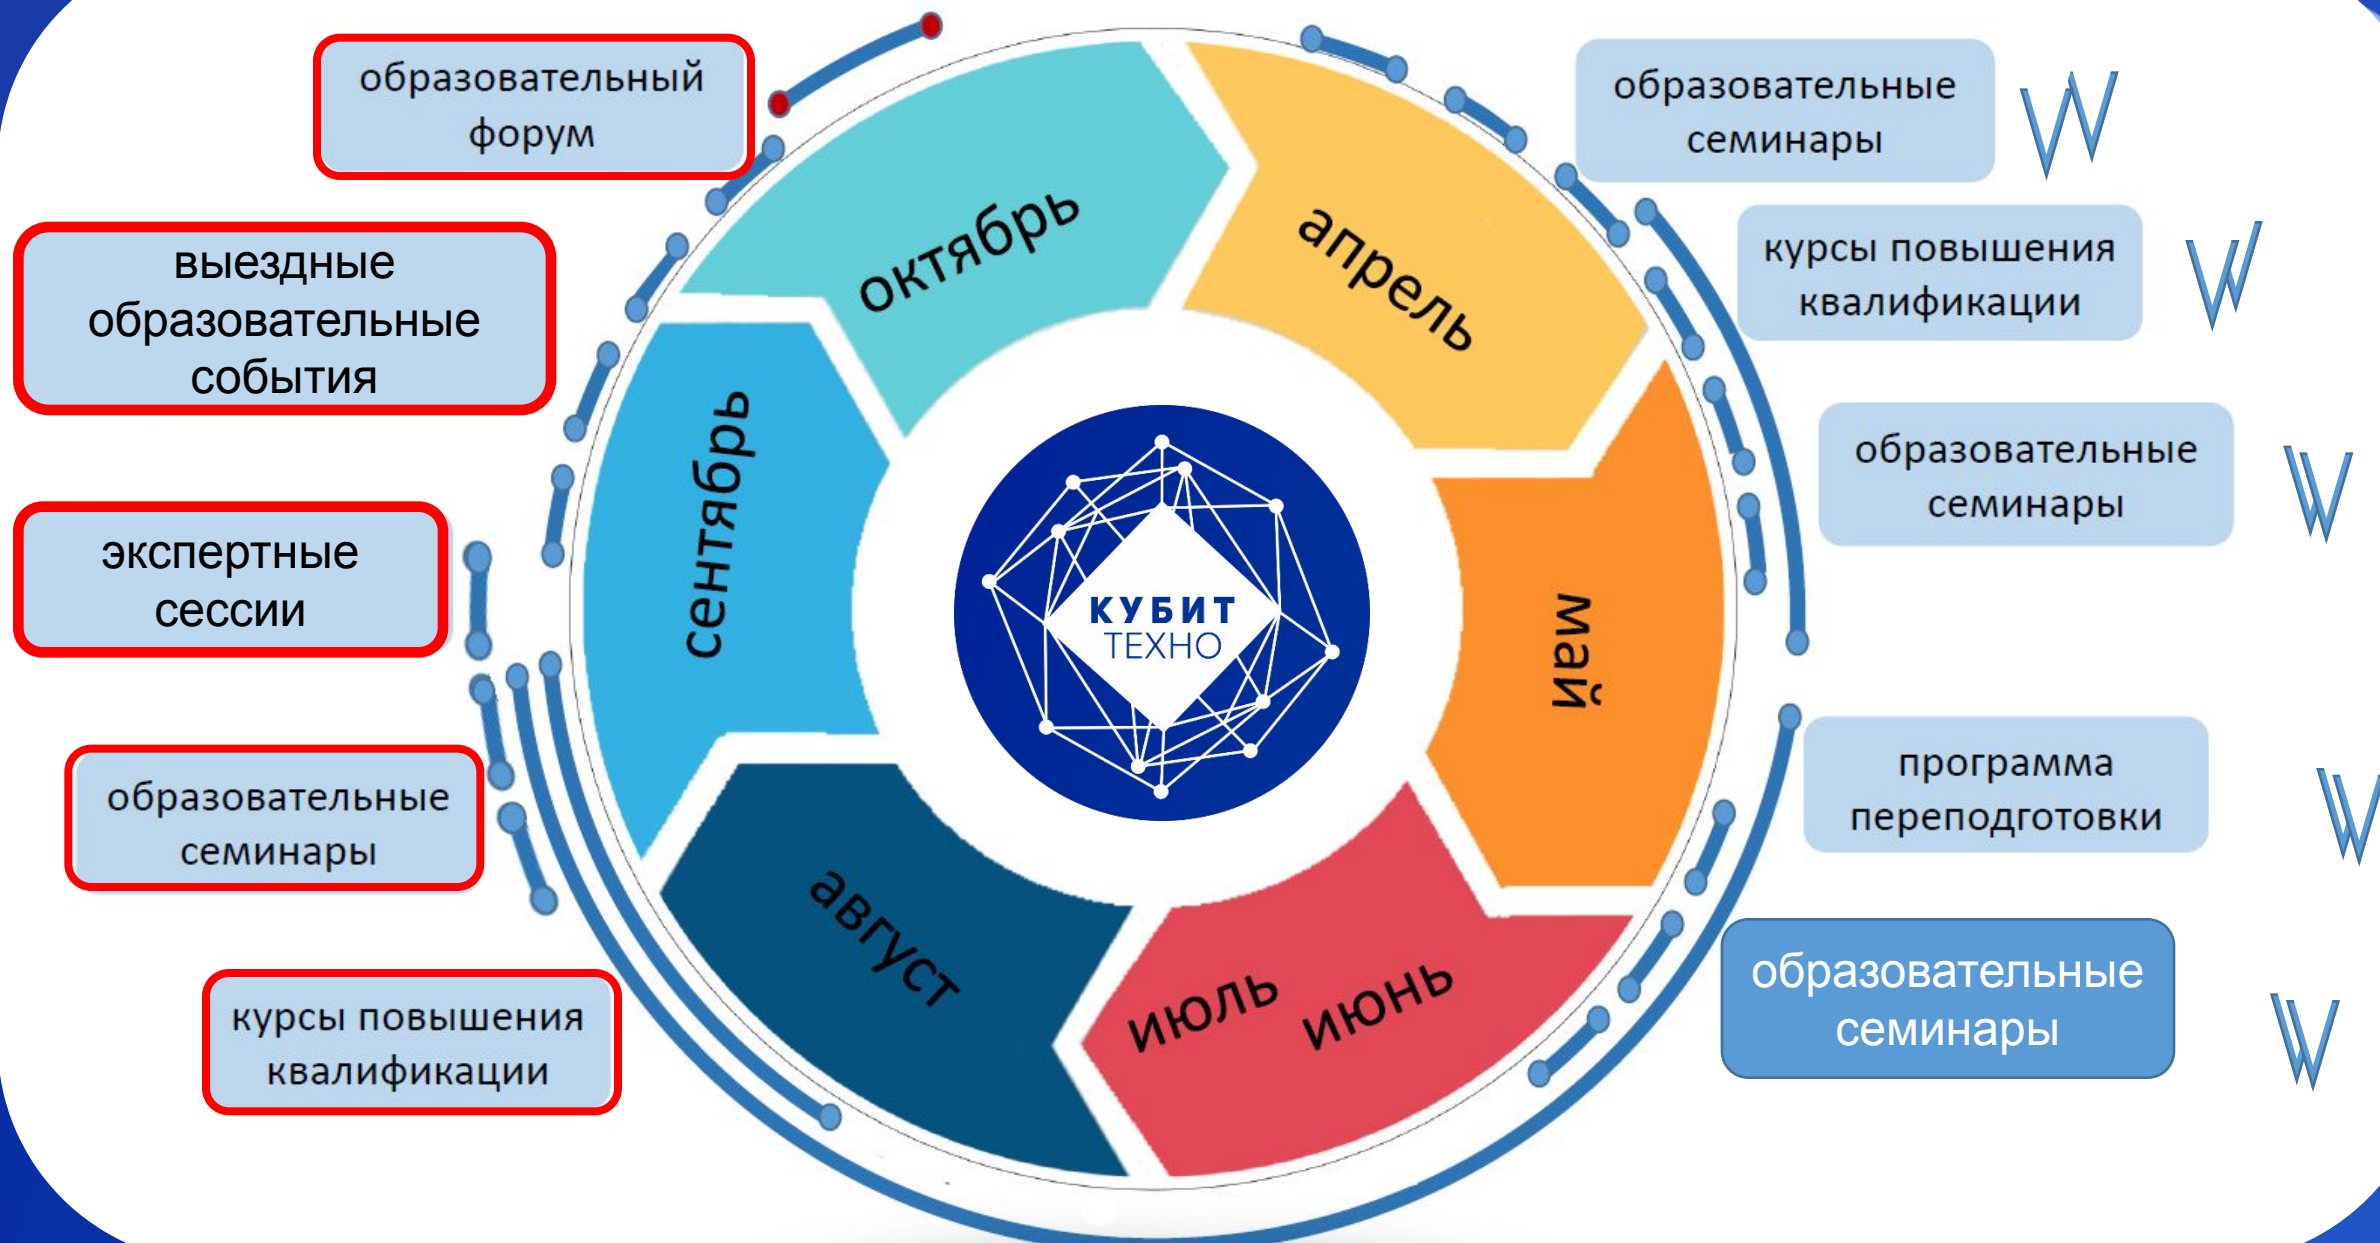 образовательный
форум
выездные
образовательные
события
экспертные
сессии
образовательные
семинары
курсы повышения
квалификации
октябрь
апрель
сентябрь
май
август
июль
июнь
КУБИТ
ТЕХНО
образовательные
семинары
курсы повышения
квалификации
образовательные
семинары
программа
переподготовки
образовательные
семинары